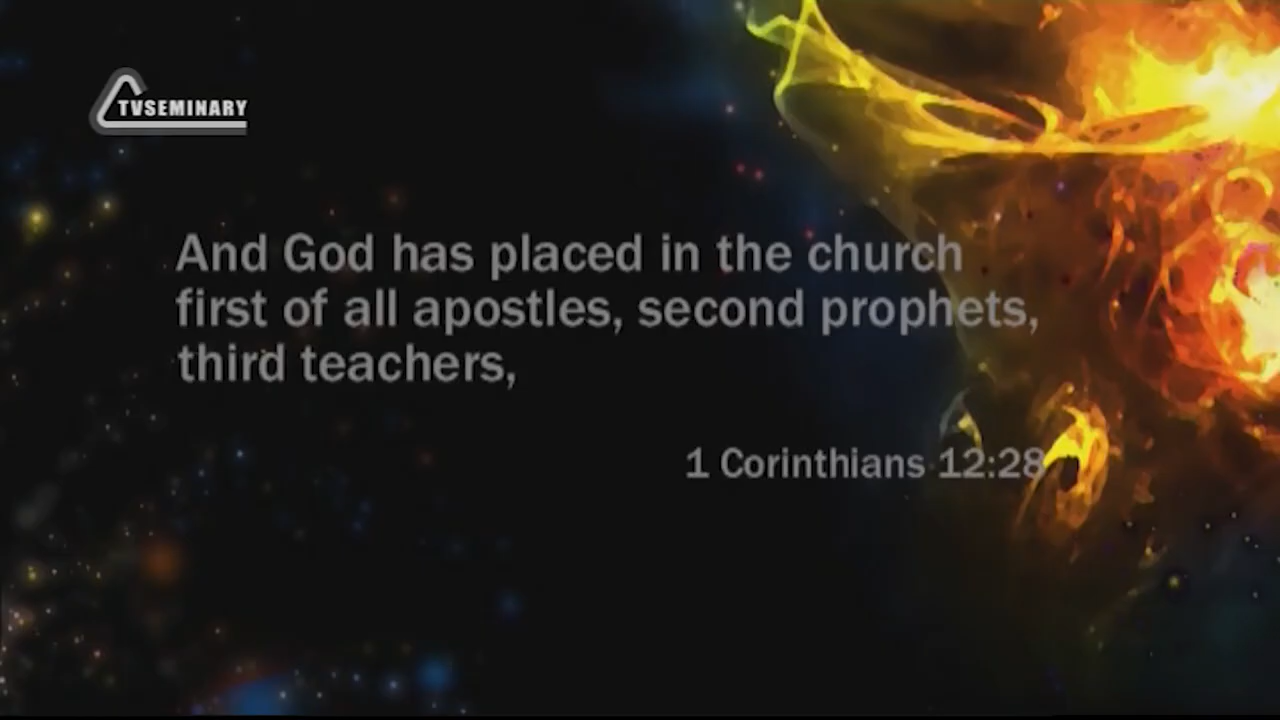 TVSEMINARY
And God has placed in the church
first of all apostles, second prophets,
third teachers,
1 Corinthians 12:28